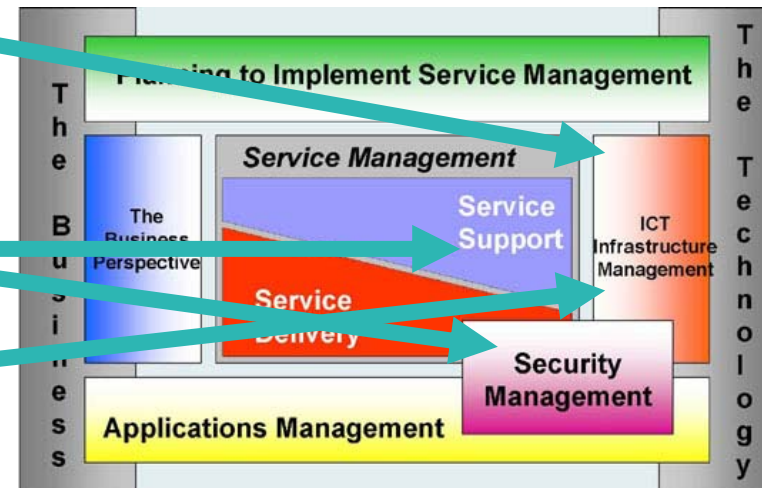 Planning to Implement Service Management
The Business
The Technology
Service Management
The
Business
Perspective
Service
Support
ICT
Infrastructure
Management
Service
Delivery
Security
Management
Applications Management